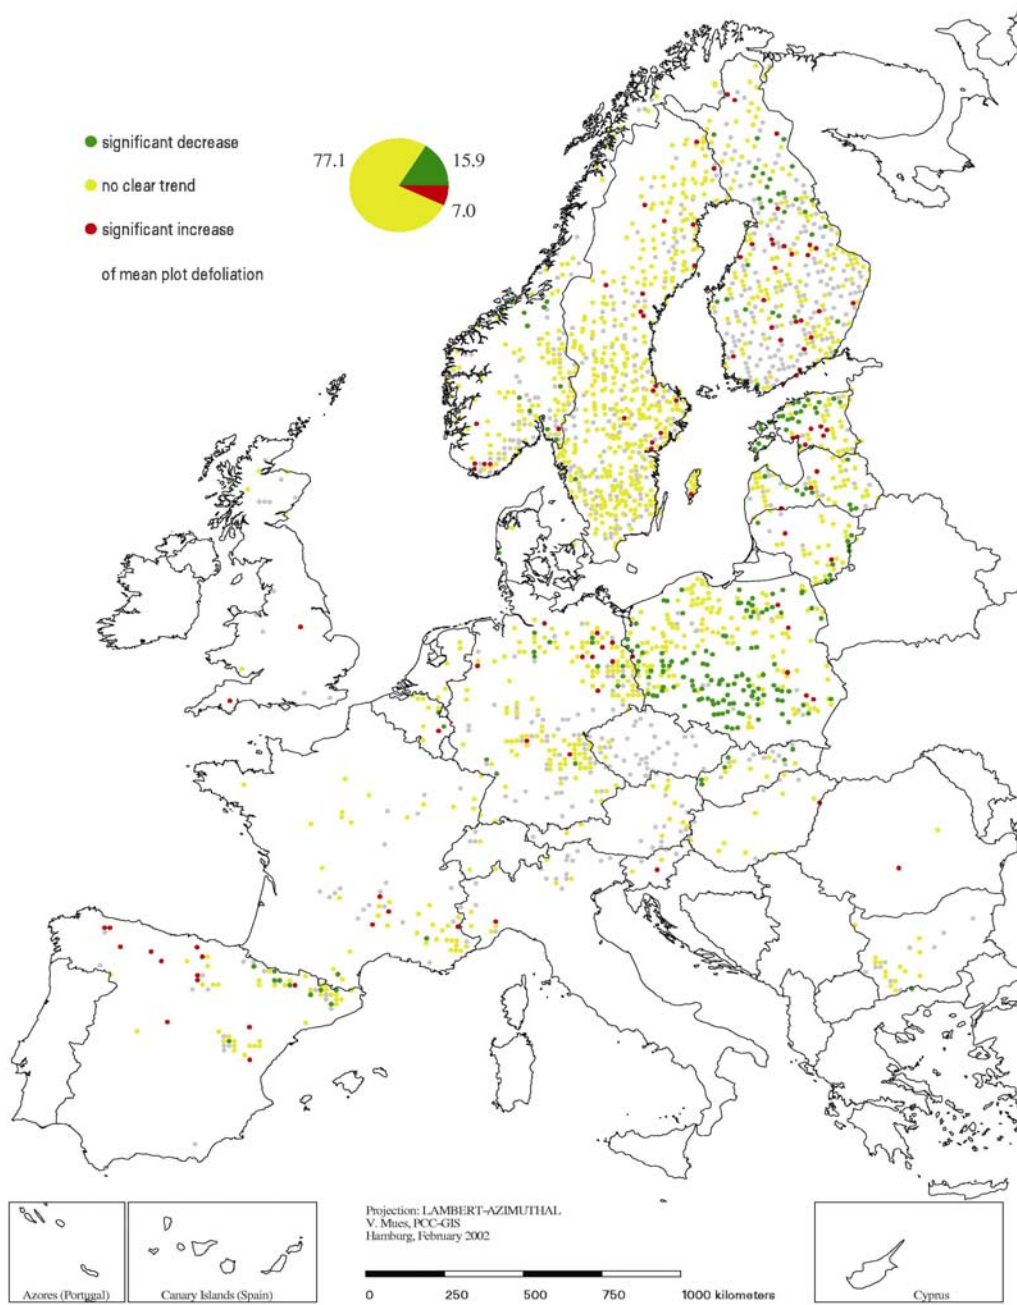 significant decrease
77.1
15.9
no clear trend
7.0
significant increase
of mean plot defoliation
Projection: LAMBERT-AZIMUTHAL
V. Mues, PCC-GIS
Hamburg, February 2002
0 250 500 750 1000 kilometers
Azores (Portugal)
Canary Islands (Spain)
Cyprus